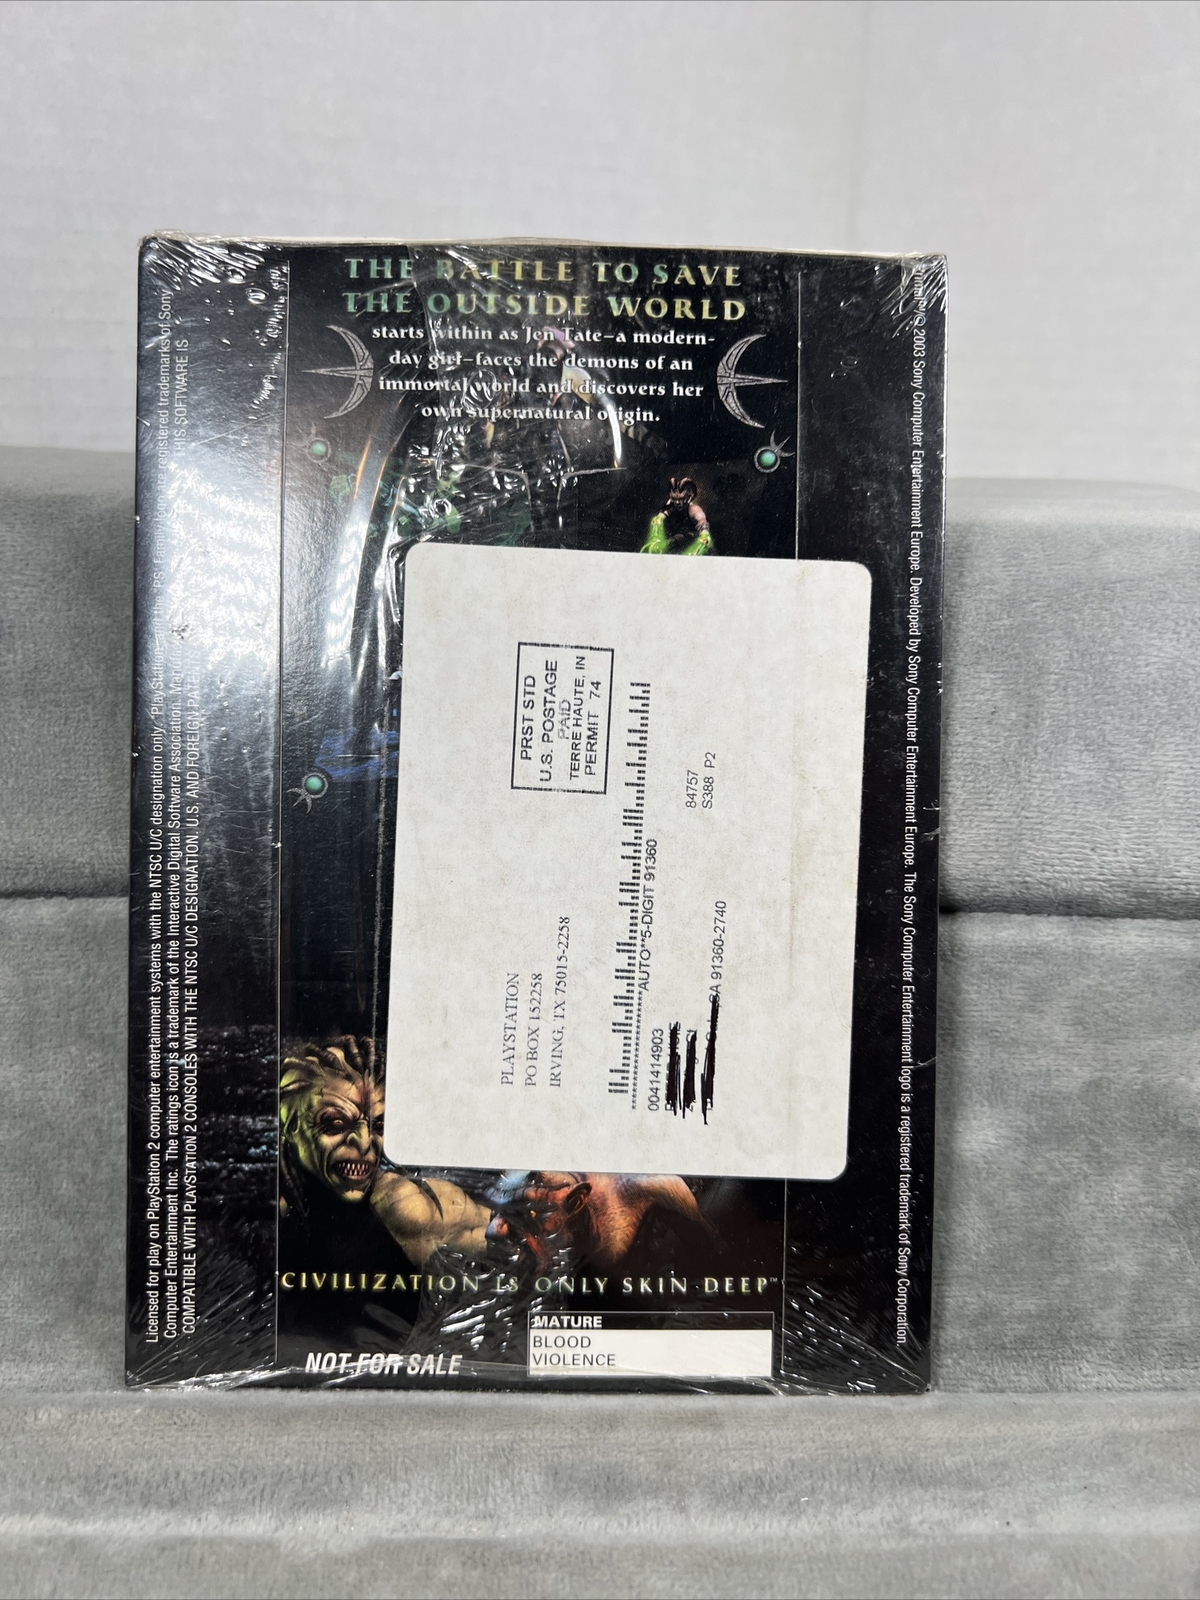 THE BATTLE TO SAVE
THE OUTSIDE WORLD
starts within as Jen Tate–a modern-
day girl–faces the demons of an
immortal world and discovers her
own supernatural origin.
PRST STD
U.S. POSTAGE
PAID
TERRE HAUTE, IN
PERMIT 74
PLAYSTATION
PO BOX 152258
IRVING, TX 75015-2258
AUTO**5-DIGIT 91360
0041414903
84757
S388 P2
CA 91360-2740
CIVILIZATION IS ONLY SKIN DEEP™
NOT FOR SALE
MATURE
BLOOD
VIOLENCE
Licensed for play on PlayStation 2 computer entertainment systems with the NTSC U/C designation only. "PlayStation" and the "PS" Family logo are registered trademarks of Sony
Computer Entertainment Inc. The ratings icon is a trademark of the Interactive Digital Software Association. THIS SOFTWARE IS
COMPATIBLE WITH PLAYSTATION 2 CONSOLES WITH THE NTSC U/C DESIGNATION. U.S. AND FOREIGN
© 2003 Sony Computer Entertainment Europe. Developed by Sony Computer Entertainment Europe. The Sony Computer Entertainment logo is a registered trademark of Sony Corporation.